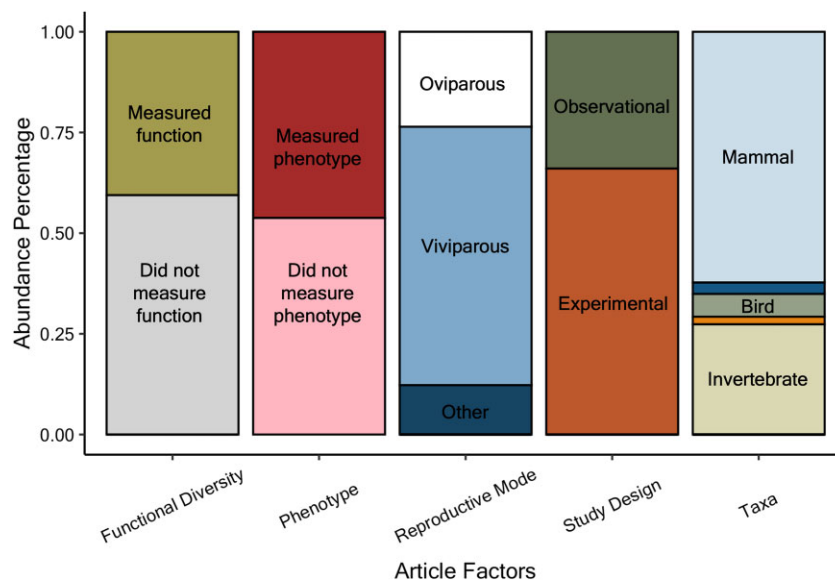 1.00
0.75
0.50
0.25
0.00
Abundance Percentage
Measured
function
Did not
measure
function
Measured
phenotype
Did not
measure
phenotype
Oviparous
Viviparous
Other
Observational
Experimental
Mammal
Bird
Invertebrate
Functional Diversity
Phenotype
Reproductive Mode
Study Design
Taxa
Article Factors